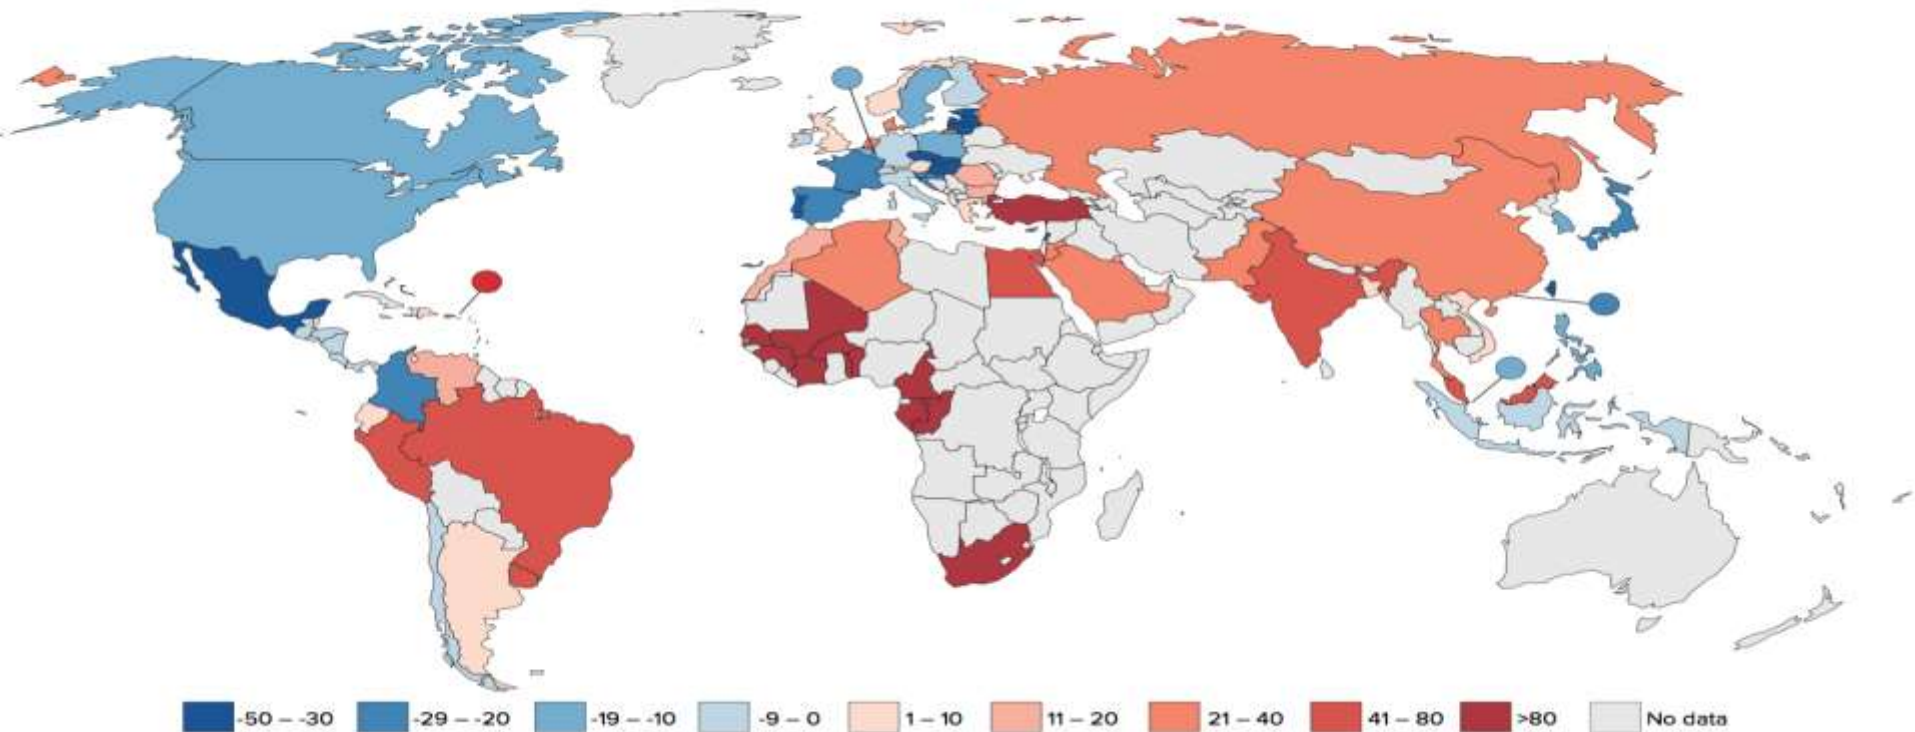 -50 – -30 -29 – -20 -19 – -10 -9 – 0 1 – 10 11 – 20 21 – 40 41 – 80 >80 No data